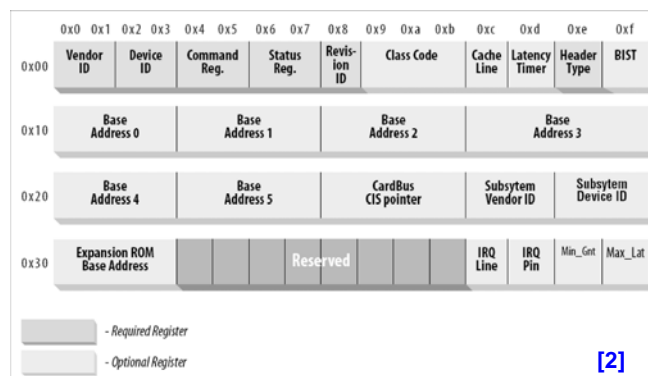 0x0 0x1 0x2 0x3 0x4 0x5 0x6 0x7 0x8 0x9 0xa 0xb 0xc 0xd 0xe 0xf
0x00
Vendor ID
Device ID
Command Reg.
Status Reg.
Revis-
ion
ID
Class Code
Cache Line
Latency Timer
Header Type
BIST
0x10
Base Address 0
Base Address 1
Base Address 2
Base Address 3
0x20
Base Address 4
Base Address 5
CardBus CIS pointer
Subsytem Vendor ID
Subsytem Device ID
0x30
Expansion ROM Base Address
Reserved
IRQ Line
IRQ Pin
Min_Gnt
Max_Lat
- Required Register
- Optional Register
[2]